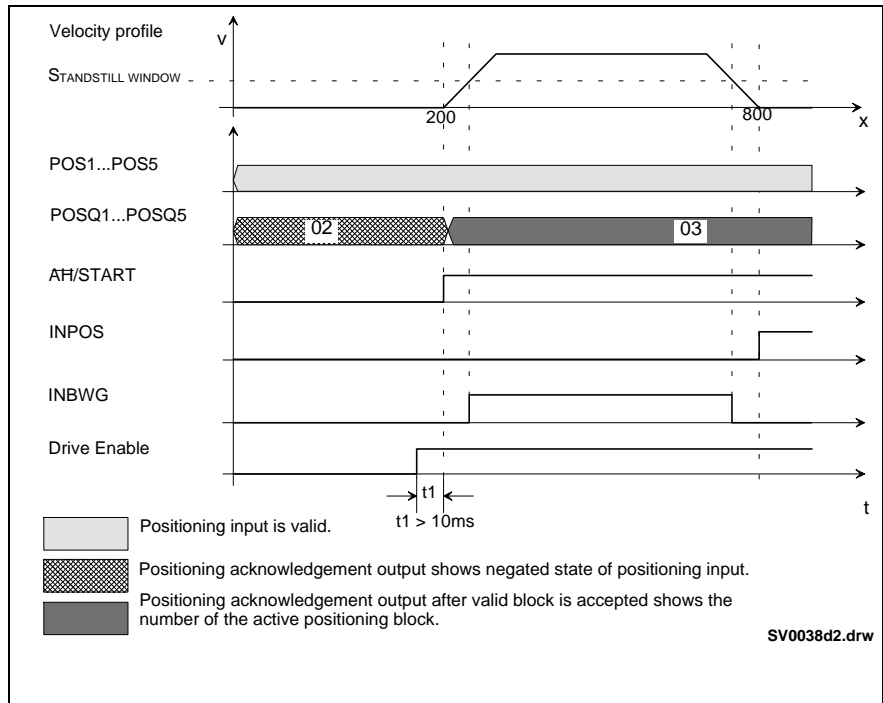 Velocity profile
v
STANDSTILL WINDOW
200
800
x
POS1...POS5
POSQ1...POSQ5
02
03
AH/START
INPOS
INBWG
Drive Enable
t1
t
t1 > 10ms
Positioning input is valid.
Positioning acknowledgement output shows negated state of positioning input.
Positioning acknowledgement output after valid block is accepted shows the
number of the active positioning block.
SV0038d2.drw